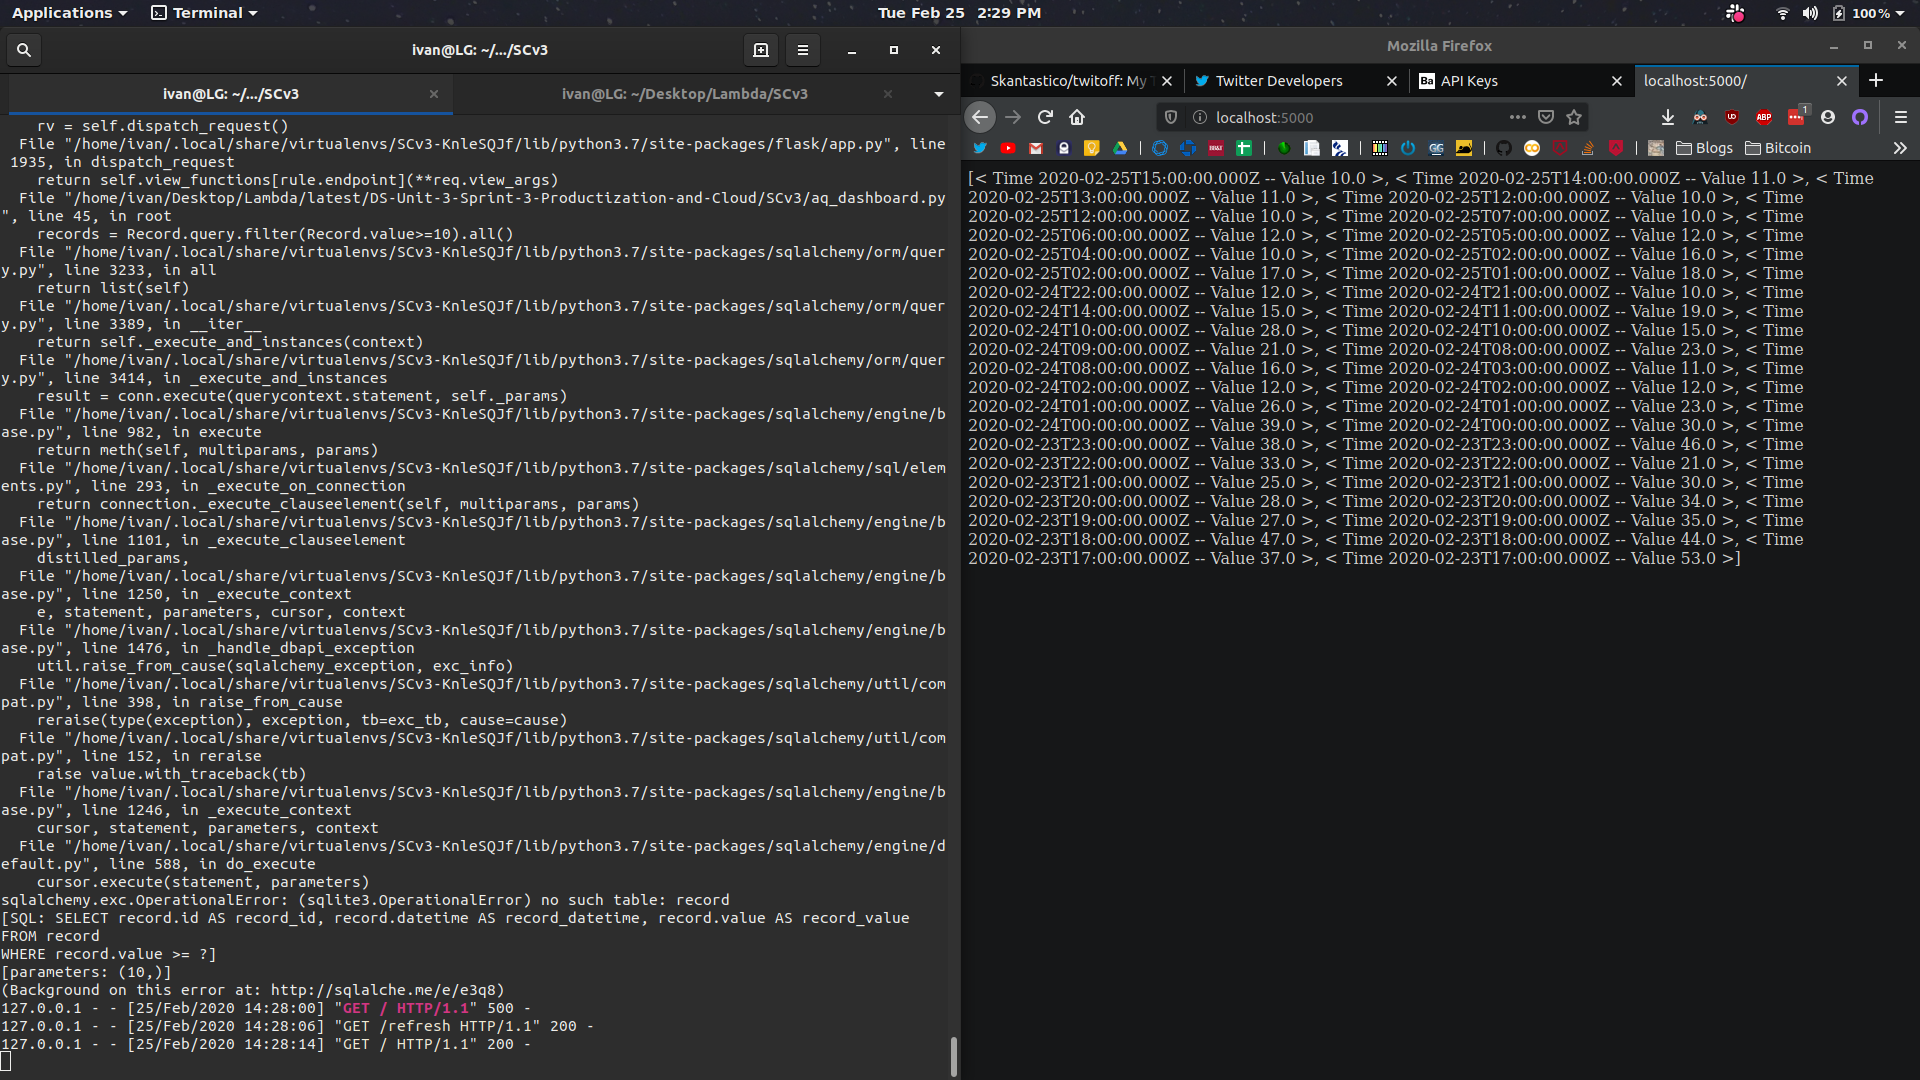 Applications
Terminal
Tue Feb 25 2:29 PM
100 %
ivan@LG: ~/.../SCv3
ivan@LG: ~/.../SCv3
ivan@LG: ~/Desktop/Lambda/SCv3
    rv = self.dispatch_request()
  File "/home/ivan/.local/share/virtualenvs/SCv3-KnleSQJf/lib/python3.7/site-packages/flask/app.py", line
 1935, in dispatch_request
    return self.view_functions[rule.endpoint](**req.view_args)
  File "/home/ivan/Desktop/Lambda/latest/DS-Unit-3-Sprint-3-Productization-and-Cloud/SCv3/aq_dashboard.py
", line 45, in root
    records = Record.query.filter(Record.value>=10).all()
  File "/home/ivan/.local/share/virtualenvs/SCv3-KnleSQJf/lib/python3.7/site-packages/sqlalchemy/orm/quer
y.py", line 3233, in all
    return list(self)
  File "/home/ivan/.local/share/virtualenvs/SCv3-KnleSQJf/lib/python3.7/site-packages/sqlalchemy/orm/quer
y.py", line 3389, in __iter__
    return self._execute_and_instances(context)
  File "/home/ivan/.local/share/virtualenvs/SCv3-KnleSQJf/lib/python3.7/site-packages/sqlalchemy/orm/quer
y.py", line 3414, in _execute_and_instances
    result = conn.execute(querycontext.statement, self._params)
  File "/home/ivan/.local/share/virtualenvs/SCv3-KnleSQJf/lib/python3.7/site-packages/sqlalchemy/engine/b
ase.py", line 982, in execute
    return meth(self, multiparams, params)
  File "/home/ivan/.local/share/virtualenvs/SCv3-KnleSQJf/lib/python3.7/site-packages/sqlalchemy/sql/elem
ents.py", line 293, in _execute_on_connection
    return connection._execute_clauseelement(self, multiparams, params)
  File "/home/ivan/.local/share/virtualenvs/SCv3-KnleSQJf/lib/python3.7/site-packages/sqlalchemy/engine/b
ase.py", line 1101, in _execute_clauseelement
    distilled_params,
  File "/home/ivan/.local/share/virtualenvs/SCv3-KnleSQJf/lib/python3.7/site-packages/sqlalchemy/engine/b
ase.py", line 1250, in _execute_context
    e, statement, parameters, cursor, context
  File "/home/ivan/.local/share/virtualenvs/SCv3-KnleSQJf/lib/python3.7/site-packages/sqlalchemy/engine/b
ase.py", line 1476, in _handle_dbapi_exception
    util.raise_from_cause(sqlalchemy_exception, exc_info)
  File "/home/ivan/.local/share/virtualenvs/SCv3-KnleSQJf/lib/python3.7/site-packages/sqlalchemy/util/com
pat.py", line 398, in raise_from_cause
    reraise(type(exception), exception, tb=exc_tb, cause=cause)
  File "/home/ivan/.local/share/virtualenvs/SCv3-KnleSQJf/lib/python3.7/site-packages/sqlalchemy/util/com
pat.py", line 152, in reraise
    raise value.with_traceback(tb)
  File "/home/ivan/.local/share/virtualenvs/SCv3-KnleSQJf/lib/python3.7/site-packages/sqlalchemy/engine/b
ase.py", line 1246, in _execute_context
    cursor, statement, parameters, context
  File "/home/ivan/.local/share/virtualenvs/SCv3-KnleSQJf/lib/python3.7/site-packages/sqlalchemy/engine/d
efault.py", line 588, in do_execute
    cursor.execute(statement, parameters)
sqlalchemy.exc.OperationalError: (sqlite3.OperationalError) no such table: record
[SQL: SELECT record.id AS record_id, record.datetime AS record_datetime, record.value AS record_value
FROM record
WHERE record.value >= ?]
[parameters: (10,)]
(Background on this error at: http://sqlalche.me/e/e3q8)
127.0.0.1 - - [25/Feb/2020 14:28:00] "GET / HTTP/1.1" 500 -
127.0.0.1 - - [25/Feb/2020 14:28:06] "GET /refresh HTTP/1.1" 200 -
127.0.0.1 - - [25/Feb/2020 14:28:14] "GET / HTTP/1.1" 200 -
Mozilla Firefox
Skantastico/twitoff: My
Twitter Developers
Ba API Keys
localhost:5000/
localhost:5000
UD
ABP
1
Blogs
Bitcoin
[< Time 2020-02-25T15:00:00.000Z -- Value 10.0 >, < Time 2020-02-25T14:00:00.000Z -- Value 11.0 >, < Time
2020-02-25T13:00:00.000Z -- Value 11.0 >, < Time 2020-02-25T12:00:00.000Z -- Value 10.0 >, < Time
2020-02-25T12:00:00.000Z -- Value 10.0 >, < Time 2020-02-25T07:00:00.000Z -- Value 10.0 >, < Time
2020-02-25T06:00:00.000Z -- Value 12.0 >, < Time 2020-02-25T05:00:00.000Z -- Value 12.0 >, < Time
2020-02-25T04:00:00.000Z -- Value 10.0 >, < Time 2020-02-25T02:00:00.000Z -- Value 16.0 >, < Time
2020-02-25T02:00:00.000Z -- Value 17.0 >, < Time 2020-02-25T01:00:00.000Z -- Value 18.0 >, < Time
2020-02-24T22:00:00.000Z -- Value 12.0 >, < Time 2020-02-24T21:00:00.000Z -- Value 10.0 >, < Time
2020-02-24T14:00:00.000Z -- Value 15.0 >, < Time 2020-02-24T11:00:00.000Z -- Value 19.0 >, < Time
2020-02-24T10:00:00.000Z -- Value 28.0 >, < Time 2020-02-24T10:00:00.000Z -- Value 15.0 >, < Time
2020-02-24T09:00:00.000Z -- Value 21.0 >, < Time 2020-02-24T08:00:00.000Z -- Value 23.0 >, < Time
2020-02-24T08:00:00.000Z -- Value 16.0 >, < Time 2020-02-24T03:00:00.000Z -- Value 11.0 >, < Time
2020-02-24T02:00:00.000Z -- Value 12.0 >, < Time 2020-02-24T02:00:00.000Z -- Value 12.0 >, < Time
2020-02-24T01:00:00.000Z -- Value 26.0 >, < Time 2020-02-24T01:00:00.000Z -- Value 23.0 >, < Time
2020-02-24T00:00:00.000Z -- Value 39.0 >, < Time 2020-02-24T00:00:00.000Z -- Value 30.0 >, < Time
2020-02-23T23:00:00.000Z -- Value 38.0 >, < Time 2020-02-23T23:00:00.000Z -- Value 46.0 >, < Time
2020-02-23T22:00:00.000Z -- Value 33.0 >, < Time 2020-02-23T22:00:00.000Z -- Value 21.0 >, < Time
2020-02-23T21:00:00.000Z -- Value 25.0 >, < Time 2020-02-23T21:00:00.000Z -- Value 30.0 >, < Time
2020-02-23T20:00:00.000Z -- Value 28.0 >, < Time 2020-02-23T20:00:00.000Z -- Value 34.0 >, < Time
2020-02-23T19:00:00.000Z -- Value 27.0 >, < Time 2020-02-23T19:00:00.000Z -- Value 35.0 >, < Time
2020-02-23T18:00:00.000Z -- Value 47.0 >, < Time 2020-02-23T18:00:00.000Z -- Value 44.0 >, < Time
2020-02-23T17:00:00.000Z -- Value 37.0 >, < Time 2020-02-23T17:00:00.000Z -- Value 53.0 >]